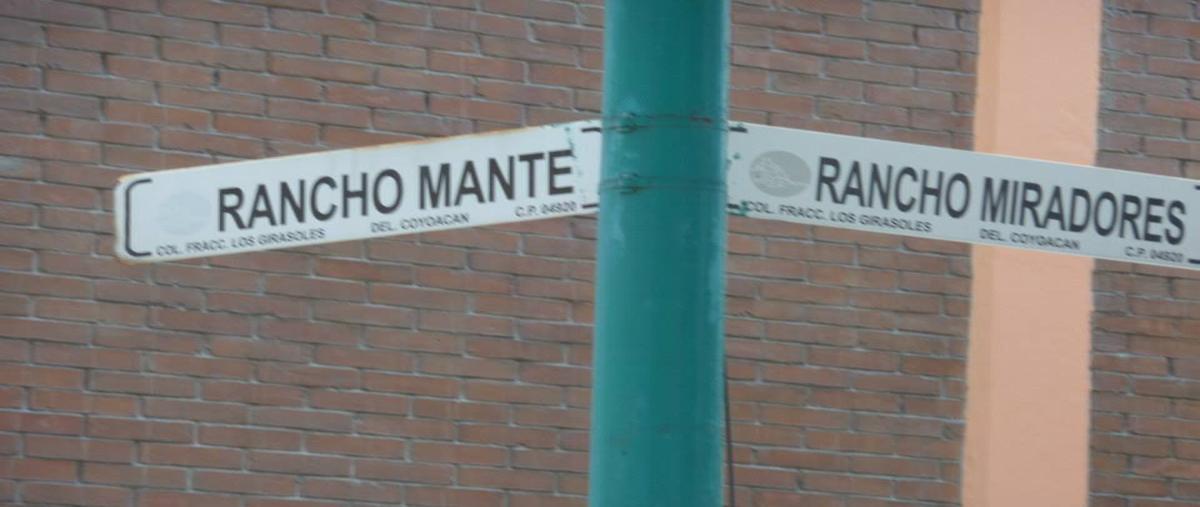 RANCHO MANTE
COL. FRACC. LOS GIRASOLES DEL. COYOACAN C.P. 04920
RANCHO MIRADORES
COL. FRACC. LOS GIRASOLES DEL. COYOACAN C.P. 04920